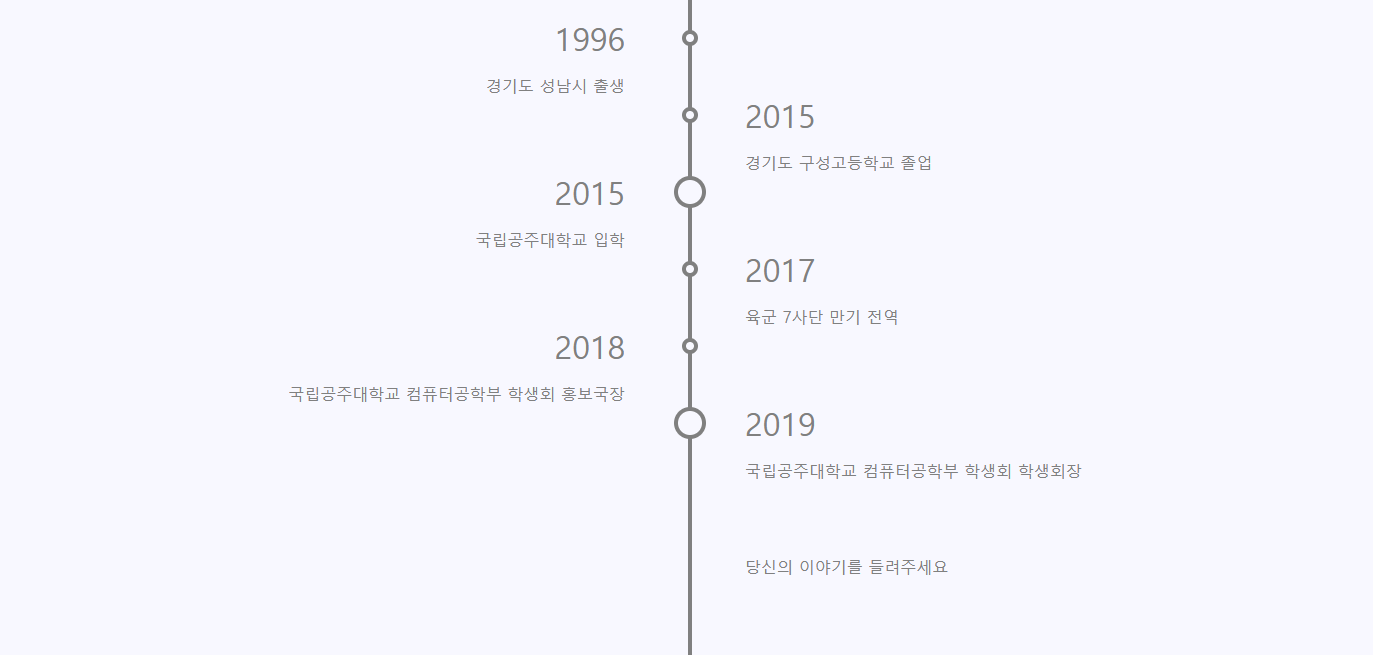 1996
경기도 성남시 출생
2015
경기도 구성고등학교 졸업
2015
국립공주대학교 입학
2017
육군 7사단 만기 전역
2018
국립공주대학교 컴퓨터공학부 학생회 홍보국장
2019
국립공주대학교 컴퓨터공학부 학생회 학생회장
당신의 이야기를 들려주세요